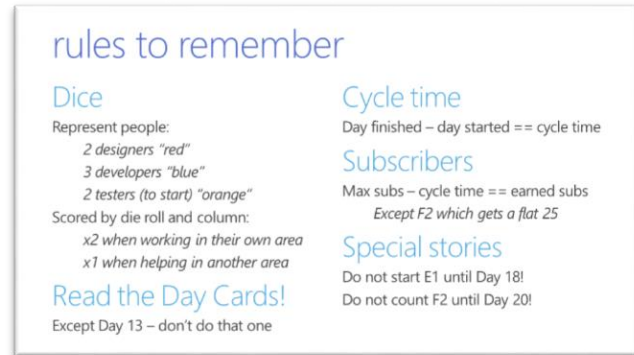 rules to remember
Dice
Represent people:
2 designers “red”
3 developers “blue”
2 testers (to start) “orange”
Scored by die roll and column:
x2 when working in their own area
x1 when helping in another area
Read the Day Cards!
Except Day 13 – don’t do that one
Cycle time
Day finished – day started == cycle time
Subscribers
Max subs – cycle time == earned subs
Except F2 which gets a flat 25
Special stories
Do not start E1 until Day 18!
Do not count F2 until Day 20!